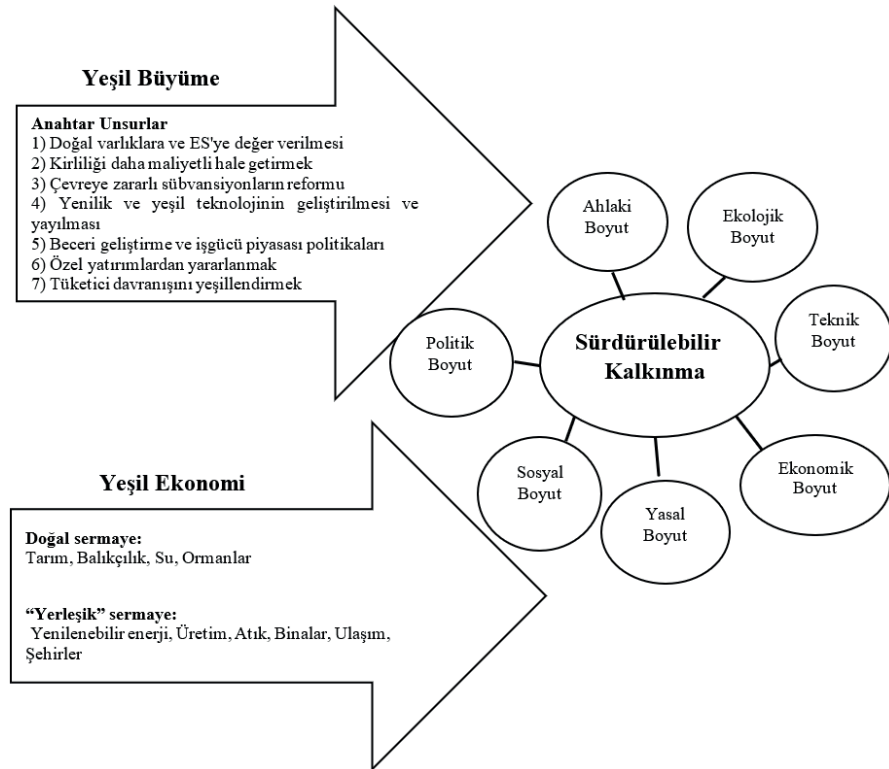 Yeşil Büyüme
Anahtar Unsurlar
1) Doğal varlıklara ve ES'ye değer verilmesi
2) Kirliliği daha maliyetli hale getirmek
3) Çevreye zararlı sübvansiyonların reformu
4) Yenilik ve yeşil teknolojinin geliştirilmesi ve
yayılması
5) Beceri geliştirme ve işgücü piyasası politikaları
6) Özel yatırımlardan yararlanmak
7) Tüketici davranışını yeşillendirmek
Yeşil Ekonomi
Doğal sermaye:
Tarım, Balıkçılık, Su, Ormanlar
“Yerleşik” sermaye:
Yenilenebilir enerji, Üretim, Atık, Binalar, Ulaşım,
Şehirler
Sürdürülebilir
Kalkınma
Ahlaki
Boyut
Ekolojik
Boyut
Teknik
Boyut
Ekonomik
Boyut
Yasal
Boyut
Sosyal
Boyut
Politik
Boyut